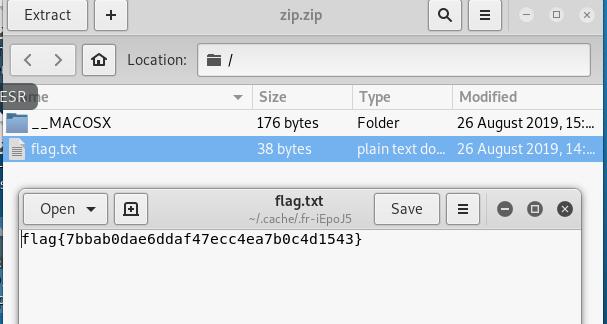 Extract
zip.zip
Location:
/
ESR
me
Size
Type
Modified
__MACOSX
176 bytes
Folder
26 August 2019, 15:…
flag.txt
38 bytes
plain text do…
26 August 2019, 14:…
Open
flag.txt
~/.cache/.fr-iEpoJ5
Save
flag{7bbab0dae6ddaf47ecc4ea7b0c4d1543}